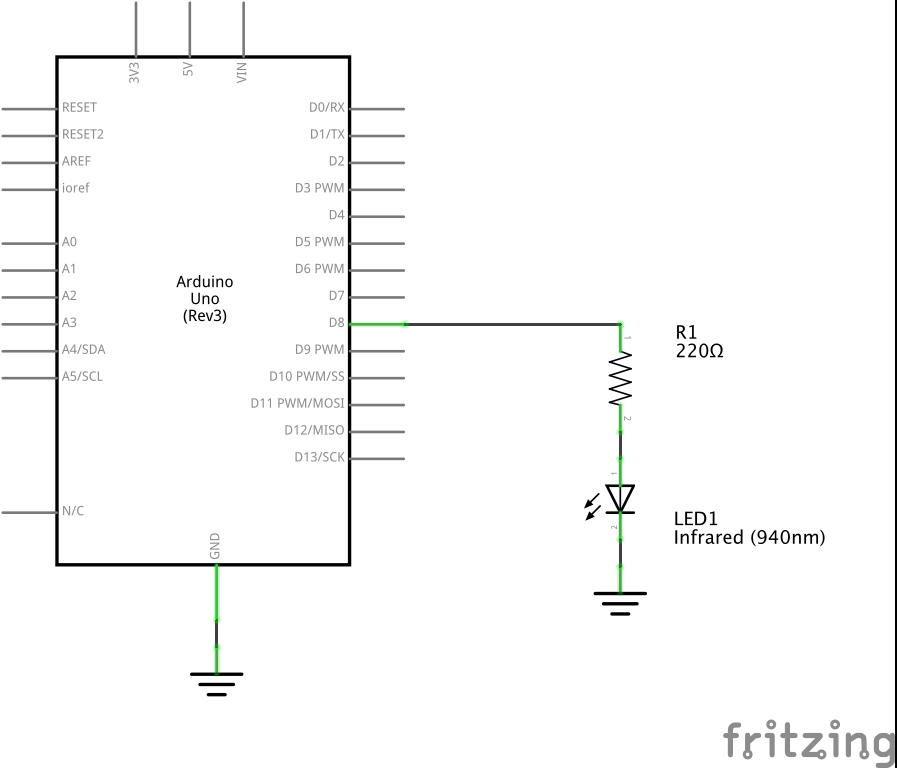 3V3
5V
VIN
RESET
RESET2
AREF
ioref
A0
A1
A2
A3
A4/SDA
A5/SCL
N/C
Arduino
Uno
(Rev3)
D0/RX
D1/TX
D2
D3 PWM
D4
D5 PWM
D6 PWM
D7
D8
D9 PWM
D10 PWM/SS
D11 PWM/MOSI
D12/MISO
D13/SCK
GND
R1
220Ω
1
2
1
2
LED1
Infrared (940nm)
fritzing